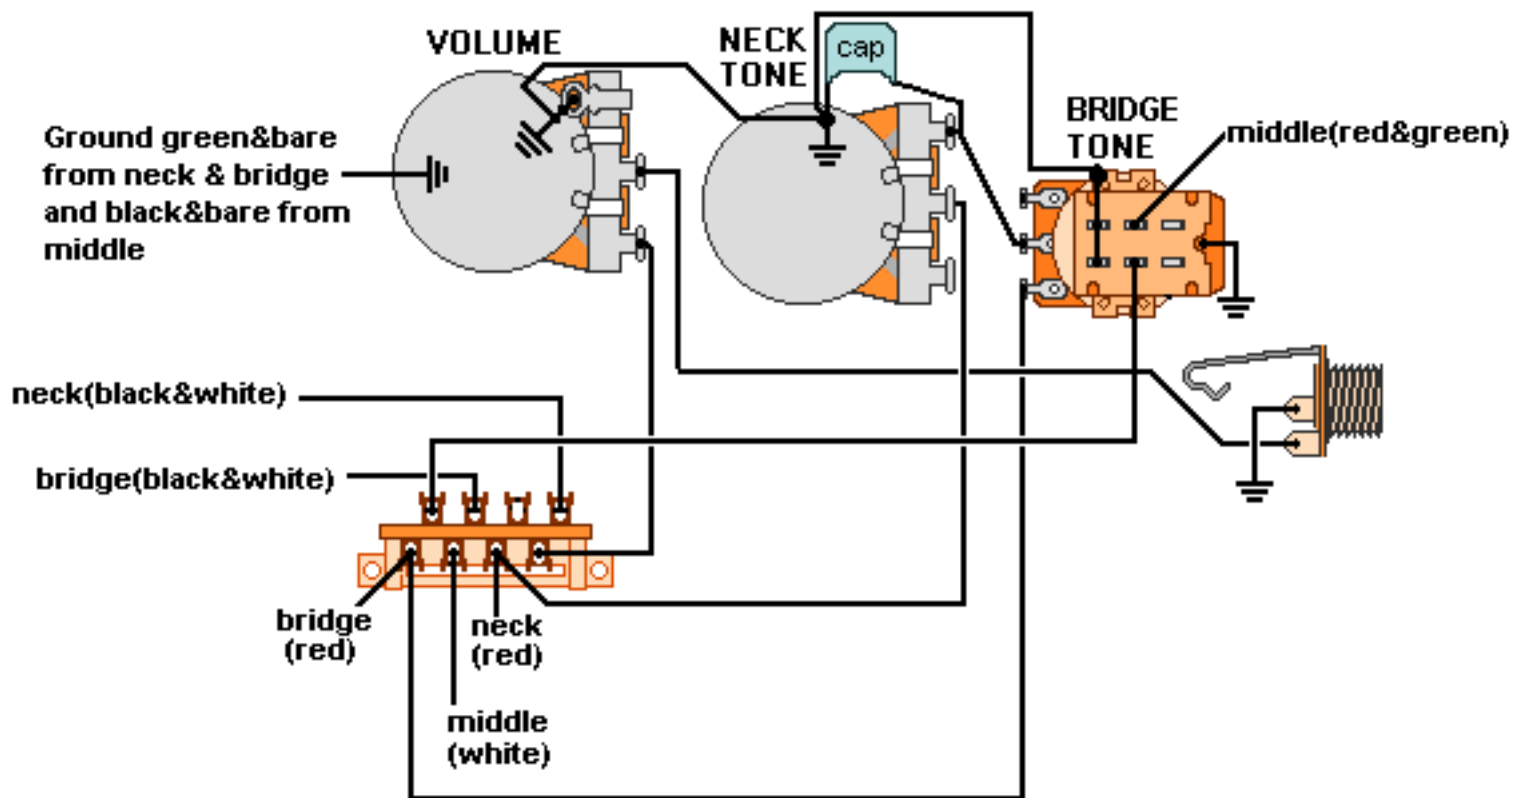 VOLUME
NECK
TONE
cap
BRIDGE
TONE
middle(red&green)
Ground green&bare
from neck & bridge
and black&bare from
middle
neck(black&white)
bridge(black&white)
bridge
(red)
neck
(red)
middle
(white)